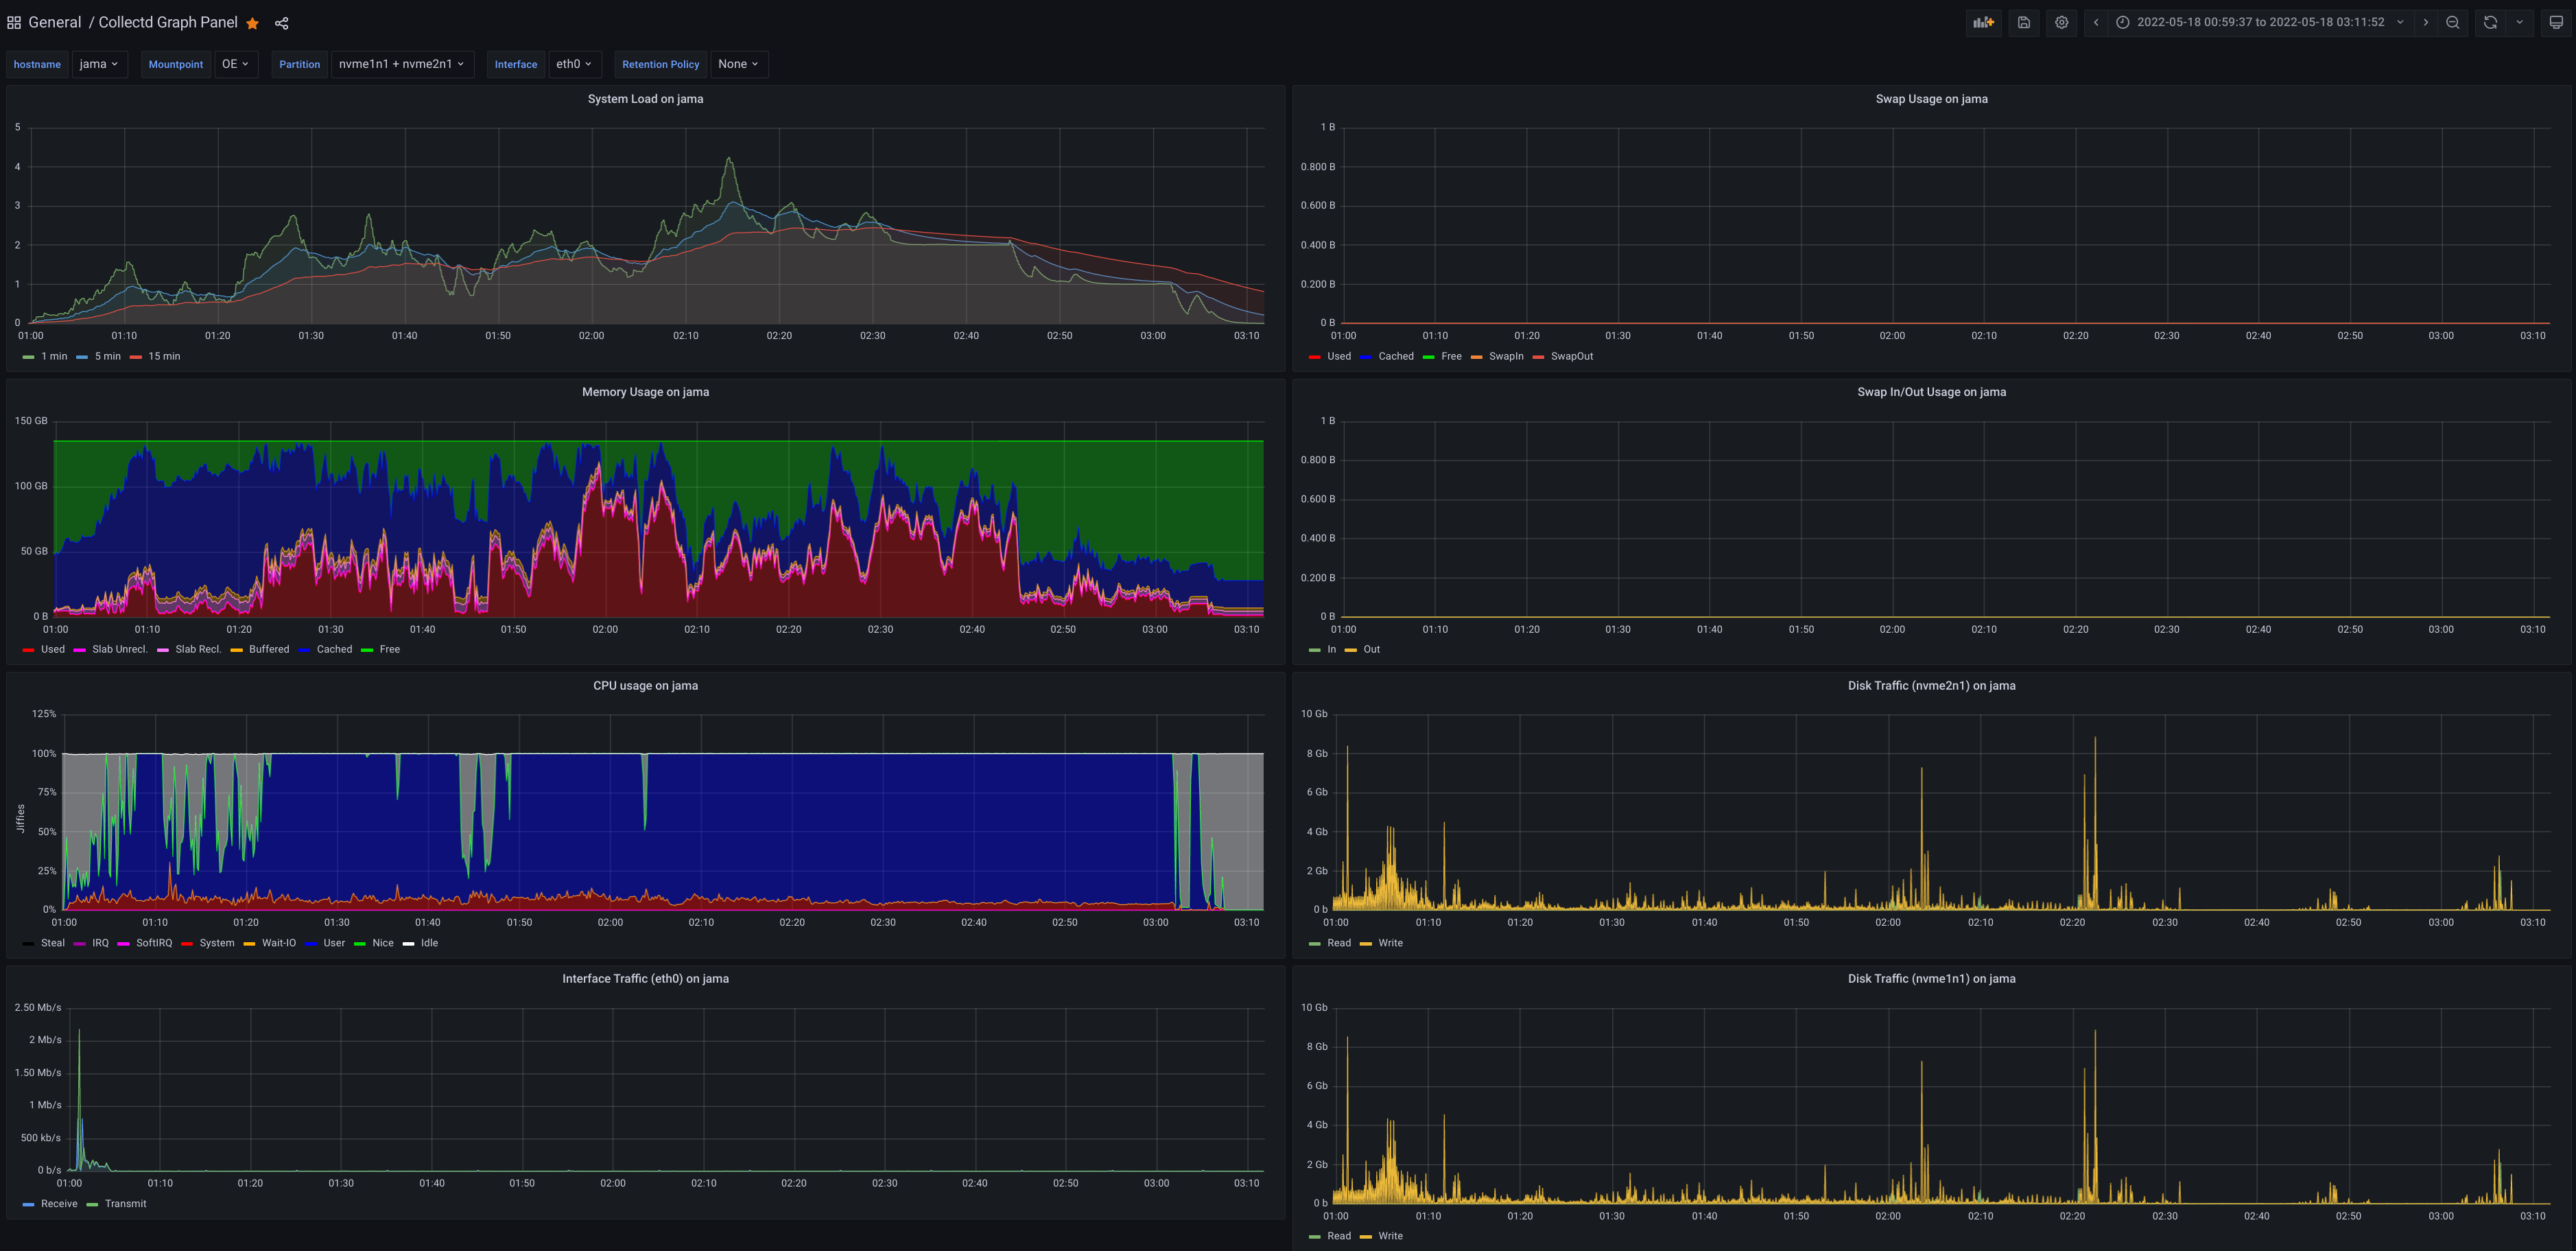 General / Collectd Graph Panel
2022-05-18 00:59:37 to 2022-05-18 03:11:52
hostname jama Mountpoint OE Partition nvme1n1 + nvme2n1 Interface eth0 Retention Policy None
System Load on jama
5
4
3
2
1
0
01:00 01:10 01:20 01:30 01:40 01:50 02:00 02:10 02:20 02:30 02:40 02:50 03:00 03:10
1 min 5 min 15 min
Swap Usage on jama
1 B
0.800 B
0.600 B
0.400 B
0.200 B
0 B
01:00 01:10 01:20 01:30 01:40 01:50 02:00 02:10 02:20 02:30 02:40 02:50 03:00 03:10
Used Cached Free SwapIn SwapOut
Memory Usage on jama
150 GB
100 GB
50 GB
0 B
01:00 01:10 01:20 01:30 01:40 01:50 02:00 02:10 02:20 02:30 02:40 02:50 03:00 03:10
Used Slab Unrecl. Slab Recl. Buffered Cached Free
Swap In/Out Usage on jama
1 B
0.800 B
0.600 B
0.400 B
0.200 B
0 B
01:00 01:10 01:20 01:30 01:40 01:50 02:00 02:10 02:20 02:30 02:40 02:50 03:00 03:10
In Out
CPU usage on jama
Jiffies
125%
100%
75%
50%
25%
0%
01:00 01:10 01:20 01:30 01:40 01:50 02:00 02:10 02:20 02:30 02:40 02:50 03:00 03:10
Steal IRQ SoftIRQ System Wait-IO User Nice Idle
Disk Traffic (nvme2n1) on jama
10 Gb
8 Gb
6 Gb
4 Gb
2 Gb
0 b
01:00 01:10 01:20 01:30 01:40 01:50 02:00 02:10 02:20 02:30 02:40 02:50 03:00 03:10
Read Write
Interface Traffic (eth0) on jama
2.50 Mb/s
2 Mb/s
1.50 Mb/s
1 Mb/s
500 kb/s
0 b/s
01:00 01:10 01:20 01:30 01:40 01:50 02:00 02:10 02:20 02:30 02:40 02:50 03:00 03:10
Receive Transmit
Disk Traffic (nvme1n1) on jama
10 Gb
8 Gb
6 Gb
4 Gb
2 Gb
0 b
01:00 01:10 01:20 01:30 01:40 01:50 02:00 02:10 02:20 02:30 02:40 02:50 03:00 03:10
Read Write